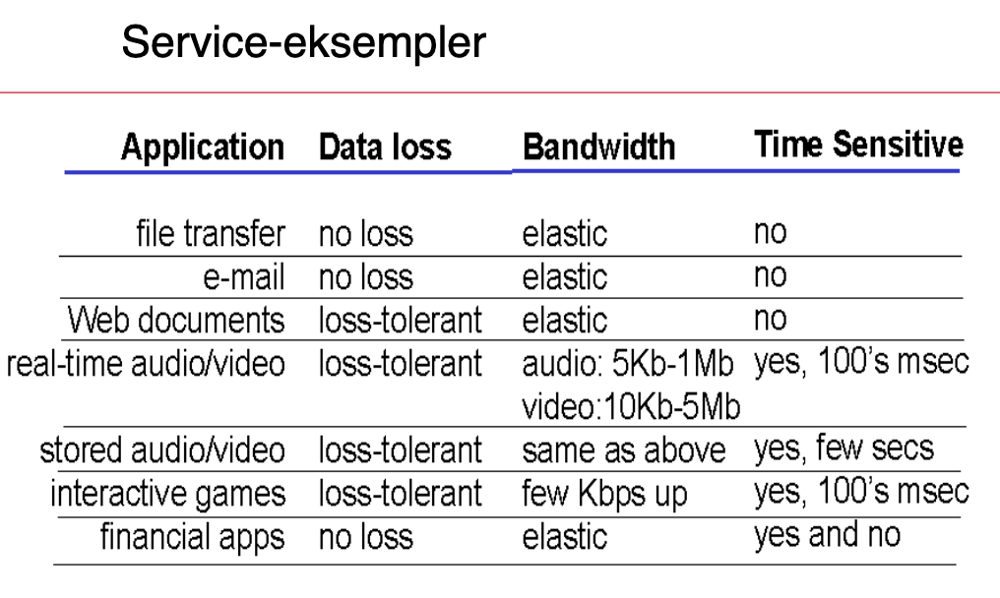 Service-eksempler
Application Data loss Bandwidth Time Sensitive
file transfer no loss elastic no
e-mail no loss elastic no
Web documents loss-tolerant elastic no
real-time audio/video loss-tolerant audio: 5Kb-1Mb yes, 100's msec
video:10Kb-5Mb
stored audio/video loss-tolerant same as above yes, few secs
interactive games loss-tolerant few Kbps up yes, 100's msec
financial apps no loss elastic yes and no